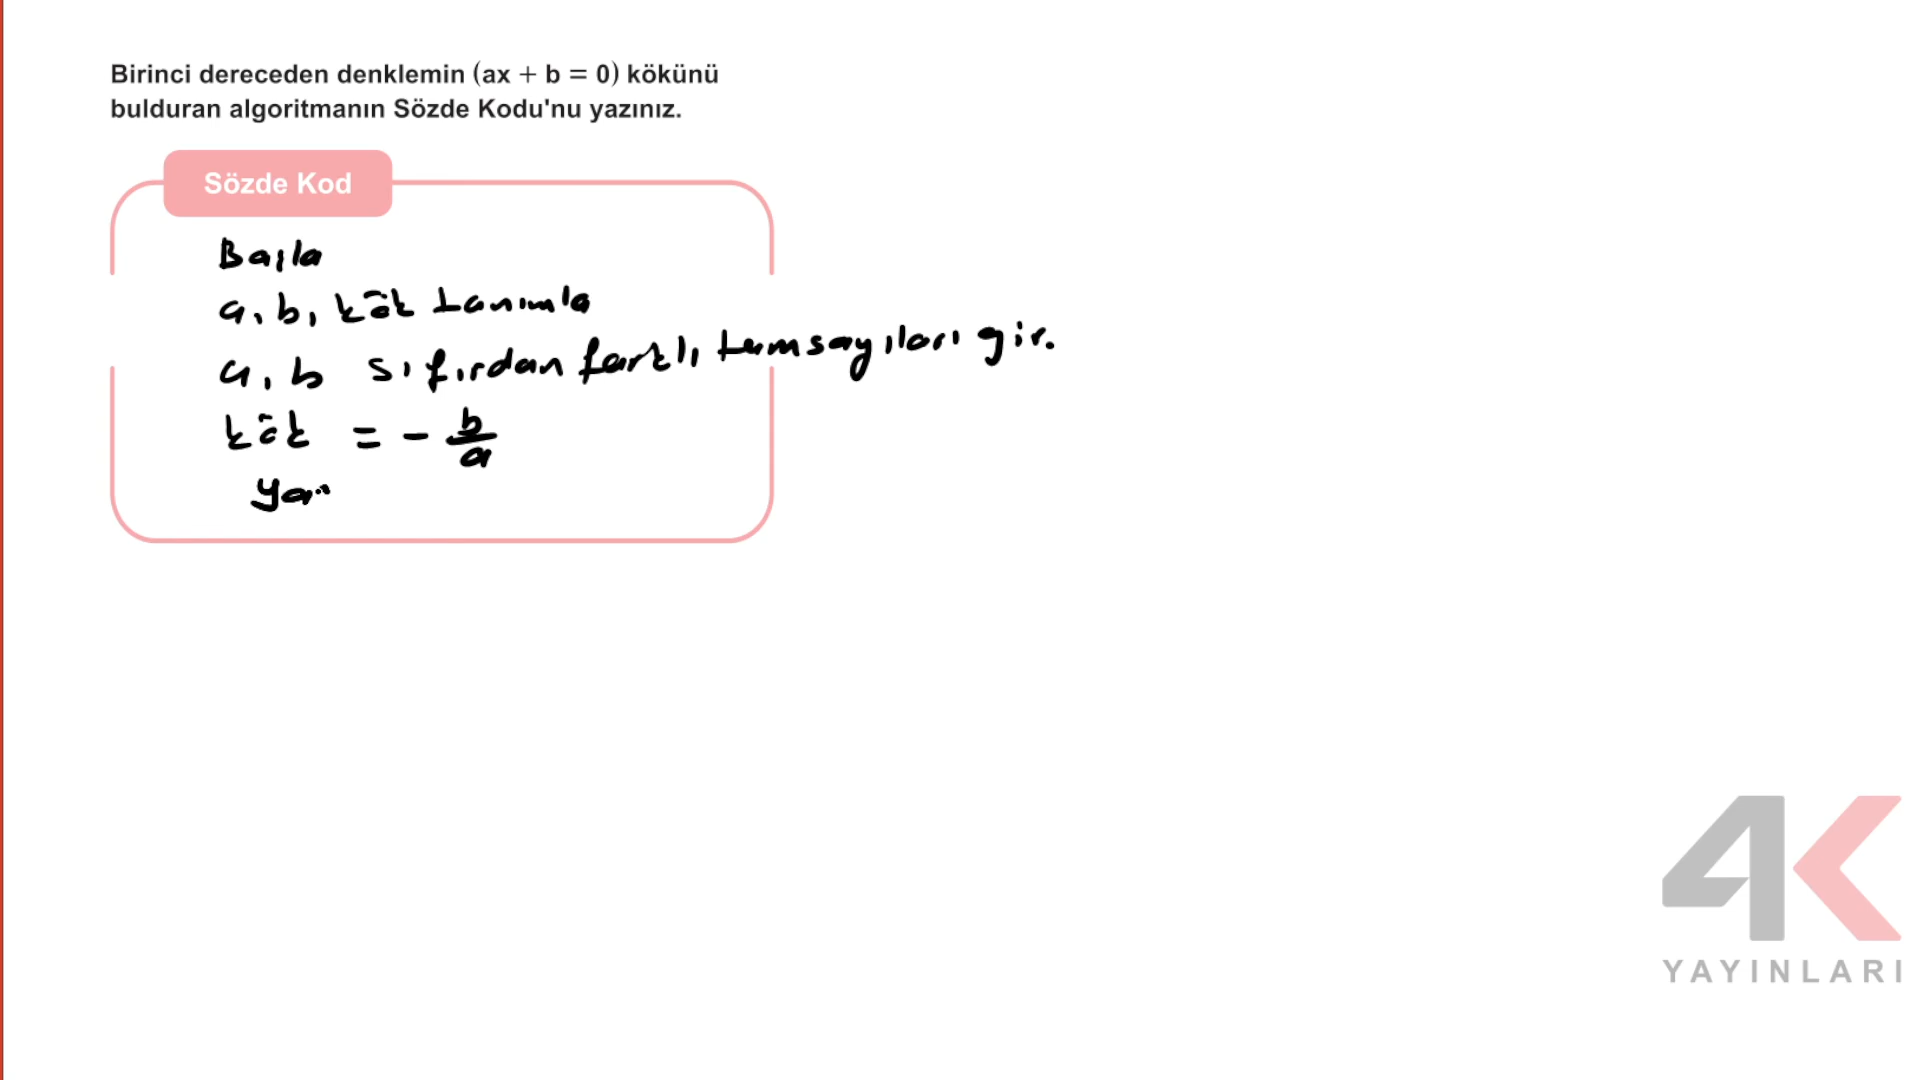 Birinci dereceden denklemin (ax + b = 0) kökünü
bulduran algoritmanın Sözde Kodu'nu yazınız.
Sözde Kod
Başla
a, b, kök tanımla
a, b sıfırdan farklı tamsayıları gir.
kök = - b/a
Yaz
4K
YAYINLARI